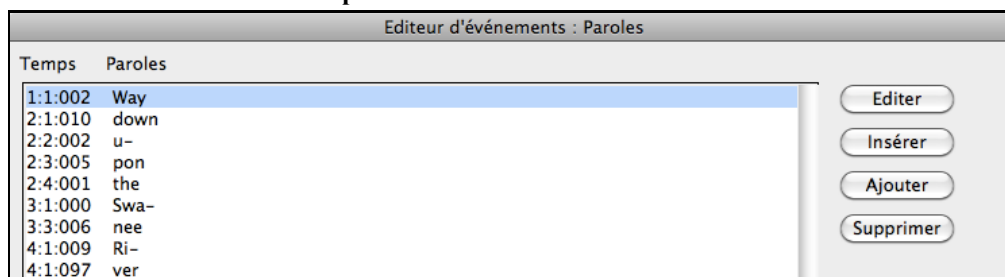 Editeur d'événements : Paroles
Temps Paroles
1:1:002 Way
2:1:010 down
2:2:002 u-
2:3:005 pon
2:4:001 the
3:1:000 Swa-
3:3:006 nee
4:1:009 Ri-
4:1:097 ver
Editer
Insérer
Ajouter
Supprimer